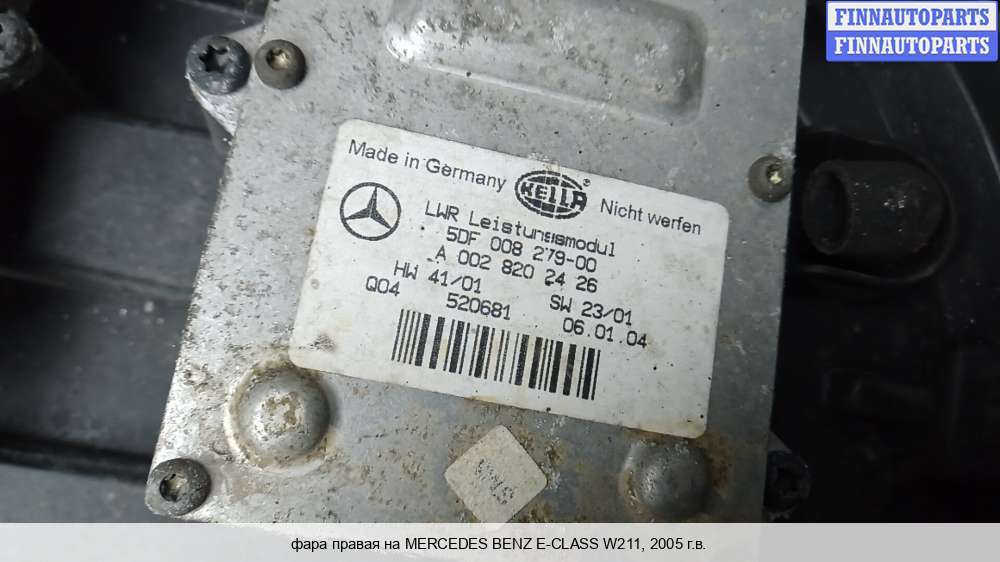 FINNAUTOPARTS
FINNAUTOPARTS
Made in Germany HELLA ® Nicht werfen
LWR Leistungsmodul
5DF 008 279-00
A 002 820 24 26
HW 41/01 SW 23/01
Q04 520681 06.01.04
фара правая на MERCEDES BENZ E-CLASS W211, 2005 г.в.